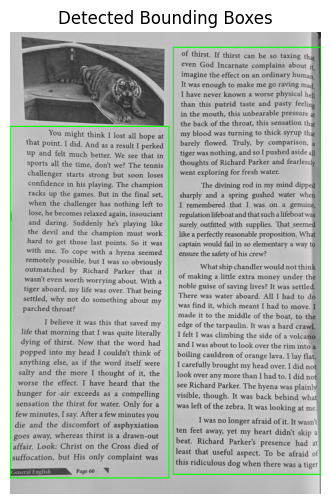 Detected Bounding Boxes
You might think I lost all hope at
that point. I did. And as a result I perked
up and felt much better. We see that in
sports all the time, don't we? The tennis
challenger starts strong but soon loses
confidence in his playing. The champion
racks up the games. But in the final set,
when the challenger has nothing left to
lose, he becomes relaxed again, insouciant
and daring. Suddenly he's playing like
the devil and the champion must work
hard to get those last points. So it was
with me. To cope with a hyena seemed
remotely possible, but I was so obviously
outmatched by Richard Parker that it
wasn't even worth worrying about. With a
tiger aboard, my life was over. That being
settled, why not do something about my
parched throat?
I believe it was this that saved my
life that morning that I was quite literally
dying of thirst. Now that the word had
popped into my head I couldn't think of
anything else, as if the word itself were
salty and the more I thought of it, the
worse the effect. I have heard that the
hunger for air exceeds as a compelling
sensation the thirst for water. Only for a
few minutes, I say. After a few minutes you
die and the discomfort of asphyxiation
goes away, whereas thirst is a drawn-out
affair. Look: Christ on the Cross died of
suffocation, but His only complaint was
General English Page 60
of thirst. If thirst can be so taxing that
even God Incarnate complains about it,
imagine the effect on an ordinary human.
It was enough to make me go raving mad.
I have never known a worse physical hell
than this putrid taste and pasty feeling
in the mouth, this unbearable pressure at
the back of the throat, this sensation that
my blood was turning to thick syrup that
barely flowed. Truly, by comparison, a
tiger was nothing, and so I pushed aside all
thoughts of Richard Parker and fearlessly
went exploring for fresh water.
The divining rod in my mind dipped
sharply and a spring gushed water when
I remembered that I was on a genuine,
regulation lifeboat and that such a lifeboat was
surely outfitted with supplies. That seemed
like a perfectly reasonable proposition. What
captain would fail in so elementary a way to
ensure the safety of his crew?
What ship chandler would not think
of making a little extra money under the
noble guise of saving lives? It was settled.
There was water aboard. All I had to do
was find it, which meant I had to move. I
made it to the middle of the boat, to the
edge of the tarpaulin. It was a hard crawl.
I felt I was climbing the side of a volcano
and I was about to look over the rim into a
boiling cauldron of orange lava. I lay flat.
I carefully brought my head over. I did not
look over any more than I had to. I did not
see Richard Parker. The hyena was plainly
visible, though. It was back behind what
was left of the zebra. It was looking at me.
I was no longer afraid of it. It wasn't
ten feet away, yet my heart didn't skip a
beat. Richard Parker's presence had at
least that useful aspect. To be afraid of
this ridiculous dog when there was a tiger